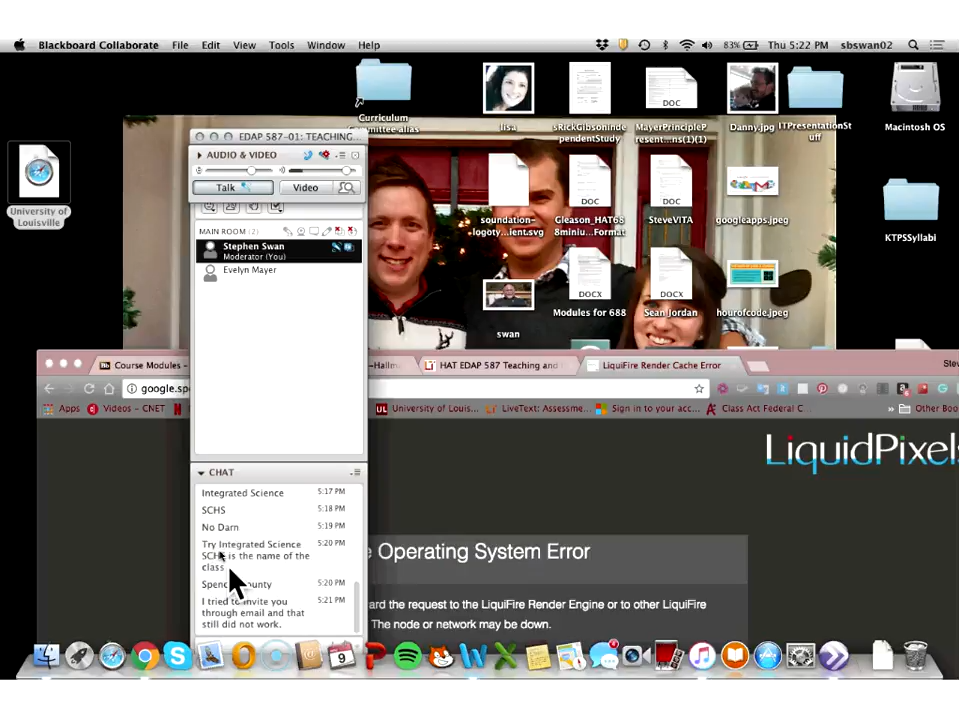 Blackboard Collaborate File Edit View Tools Window Help 83% Thu 5:22 PM sbswan02
EDAP 587-01: TEACHING...
AUDIO & VIDEO
Talk Video
MAIN ROOM (2)
Stephen Swan
Moderator (You)
Evelyn Mayer
CHAT
Integrated Science 5:17 PM
SCHS 5:18 PM
No Darn 5:19 PM
Try Integrated Science 5:20 PM
SCHS is the name of the
class
5:20 PM
I tried to invite you 5:21 PM
through email and that
still did not work.
University of
Louisville
Curriculum
lisa
sRickGibsonInde
pendentStudy
DOC
MayerPrincipleP
resent...ns(1)(1)
Danny.jpg
ITPresentationSt
uff
Macintosh OS
soundation-
logoty...ient.svg
DOC
Gleason_HAT68
8miniu...Format
DOC
SteveVITA
googleapps.jpeg
KTPSSyllabi
swan
DOCX
Modules for 688
DOCX
Sean Jordan
hourofcode.jpeg
Course Modules - HAT EDAP 587 Teaching and LiquiFire Render Cache Error
google.sp
Apps Videos - CNET University of Louis... LiveText: Assessme... Sign in to your acc... Class Act Federal C... » Other Boo
LiquidPixels
Operating System Error
ard the request to the LiquiFire Render Engine or to other LiquiFire
The node or network may be down.
9